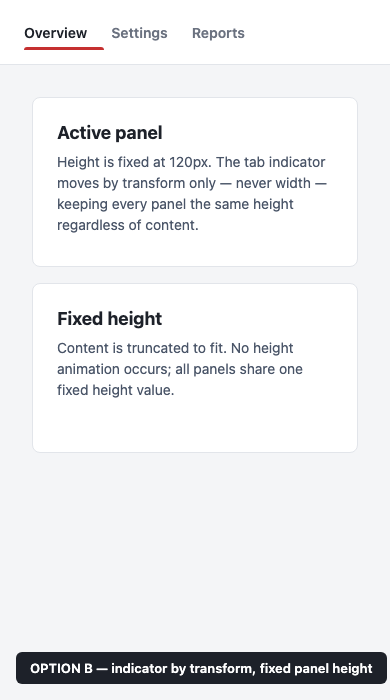 Overview Settings Reports
Active panel
Height is fixed at 120px. The tab indicator
moves by transform only — never width —
keeping every panel the same height
regardless of content.
Fixed height
Content is truncated to fit. No height
animation occurs; all panels share one
fixed height value.
OPTION B — indicator by transform, fixed panel height